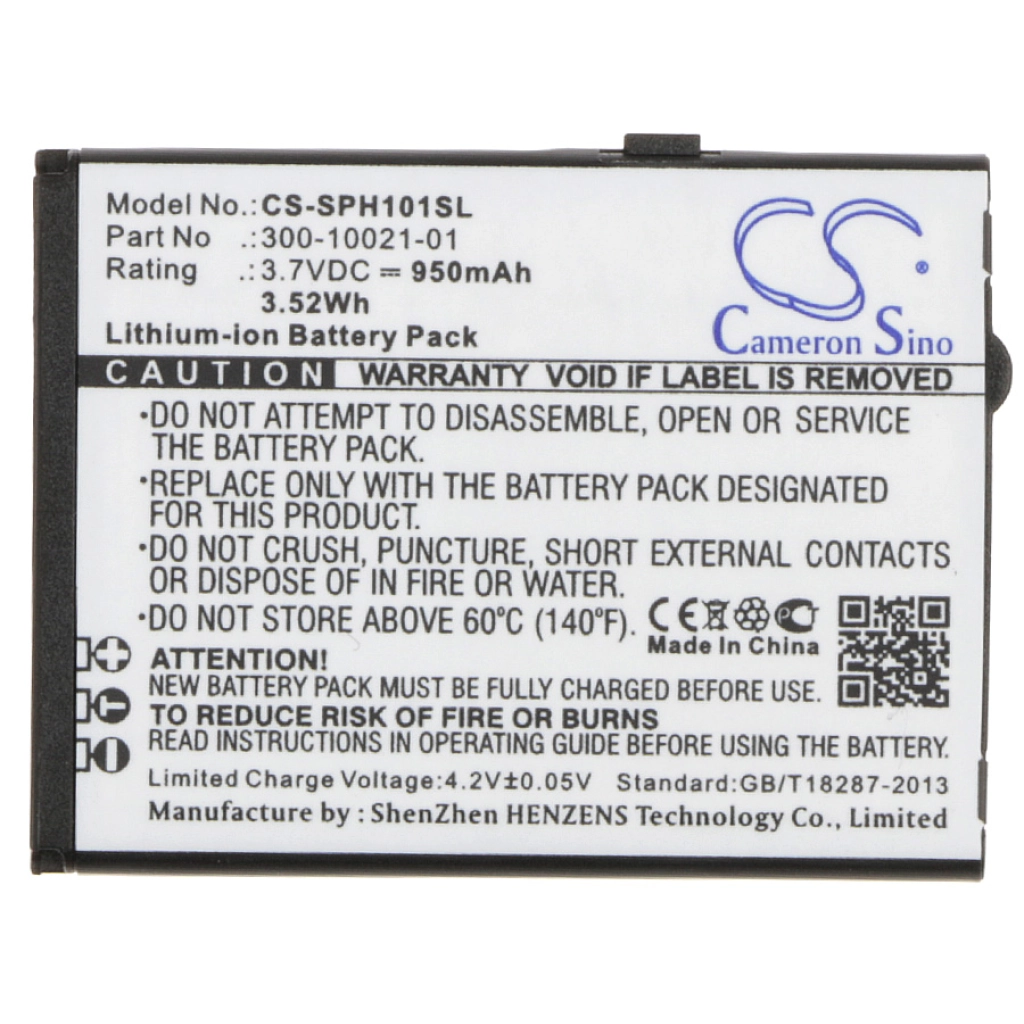 Model No.:CS-SPH101SL
Part No .:300-10021-01
Rating .:3.7VDC = 950mAh
3.52Wh
Lithium-ion Battery Pack
CS ®
Cameron Sino
CAUTION WARRANTY VOID IF LABEL IS REMOVED
·DO NOT ATTEMPT TO DISASSEMBLE, OPEN OR SERVICE
THE BATTERY PACK.
·REPLACE ONLY WITH THE BATTERY PACK DESIGNATED
FOR THIS PRODUCT.
·DO NOT CRUSH, PUNCTURE, SHORT EXTERNAL CONTACTS
OR DISPOSE OF IN FIRE OR WATER.
·DO NOT STORE ABOVE 60°C (140°F).
CE PC
Made In China
ATTENTION!
NEW BATTERY PACK MUST BE FULLY CHARGED BEFORE USE.
TO REDUCE RISK OF FIRE OR BURNS
READ INSTRUCTIONS IN OPERATING GUIDE BEFORE USING THE BATTERY.
Limited Charge Voltage:4.2V±0.05V Standard:GB/T18287-2013
Manufacture by : ShenZhen HENZENS Technology Co., Limited